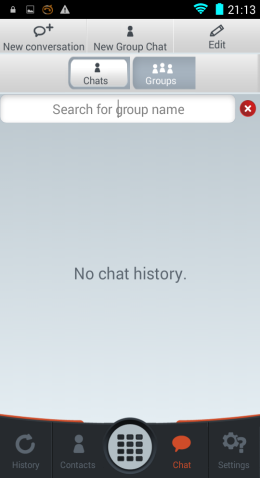 21:13
New conversation
New Group Chat
Edit
Chats
Groups
Search for group name
No chat history.
History
Contacts
Chat
Settings